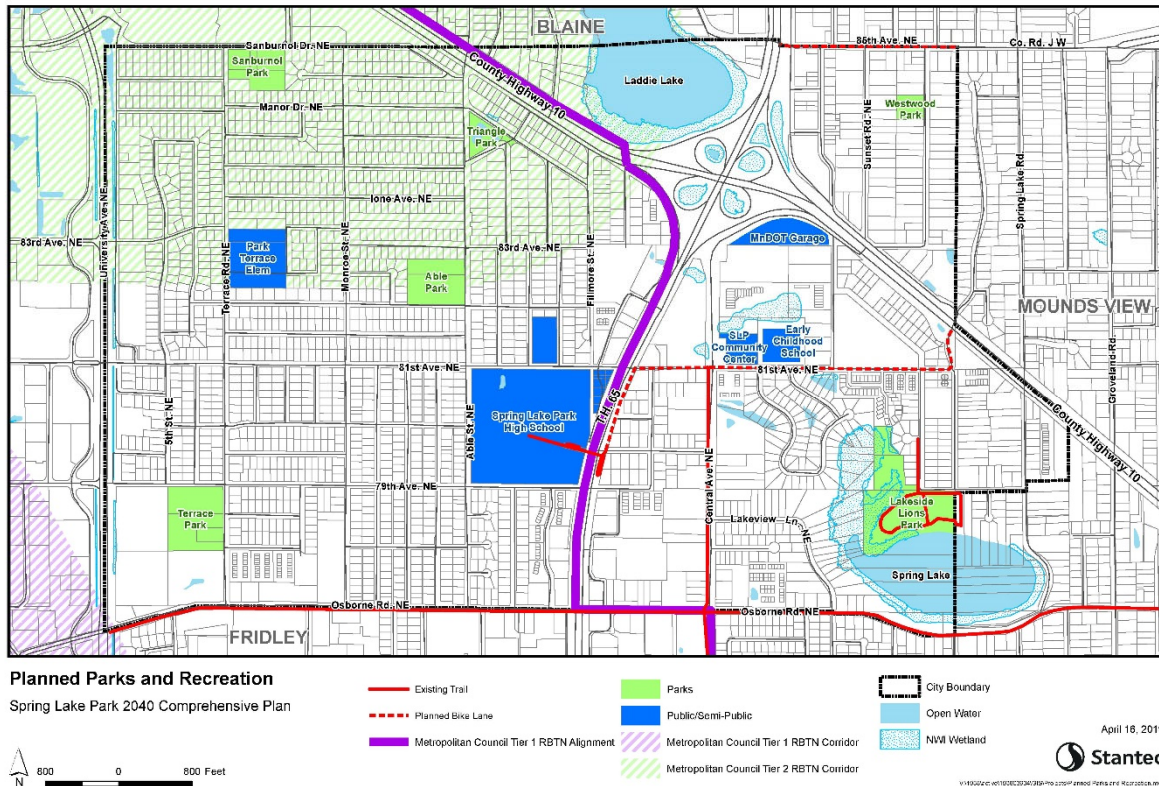 BLAINE
Sanburnol Dr. NE
85th Ave. NE
Co. Rd. J W
Sanburnol
Park
County Highway 10
Laddie Lake
Manor Dr. NE
Westwood
Park
Triangle
Park
Sunset Rd. NE
Spring Lake Rd.
University Ave. NE
Ione Ave. NE
83rd Ave. NE
Park
Terrace
Elem
Terrace Rd. NE
Monroe St. NE
83rd Ave. NE
Fillmore St. NE
MnDOT Garage
Able
Park
MOUNDS VIEW
SLP
Community
Center
Early
Childhood
School
Groveland Rd.
81st Ave. NE
81st Ave. NE
T.H. 65
Spring Lake Park
High School
5th St. NE
Able St. NE
County Highway 10
79th Ave. NE
Central Ave. NE
Terrace
Park
Lakeview Ln. NE
Lakeside
Lions
Park
Spring Lake
Osborne Rd. NE
Osborne Rd. NE
FRIDLEY
Planned Parks and Recreation
Spring Lake Park 2040 Comprehensive Plan
N
800 0 800 Feet
Existing Trail
Planned Bike Lane
Metropolitan Council Tier 1 RBTN Alignment
Parks
Public/Semi-Public
Metropolitan Council Tier 1 RBTN Corridor
Metropolitan Council Tier 2 RBTN Corridor
City Boundary
Open Water
NWI Wetland
April 16, 201
Stantec